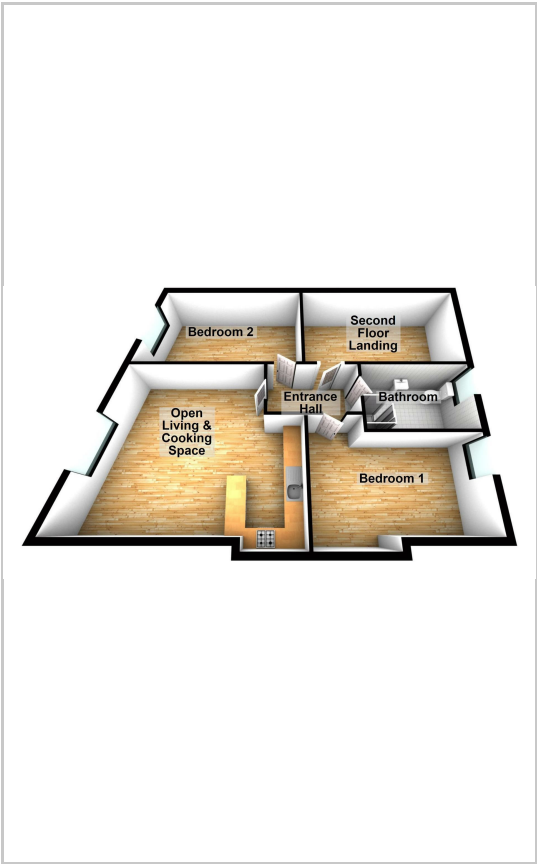 Bedroom 2
Second
Floor
Landing
Entrance
Hall
Bathroom
Open
Living &
Cooking
Space
Bedroom 1